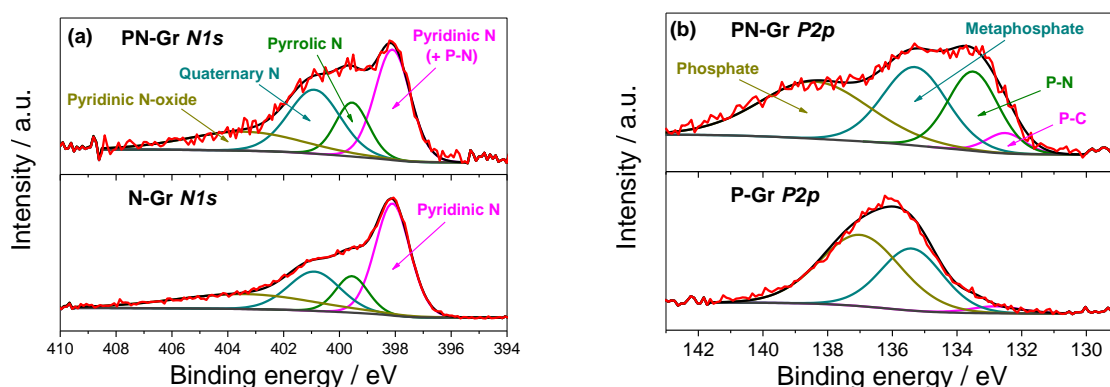 (a)
PN-Gr N1s
Pyridinic N
(+ P-N)
Pyrrolic N
Quaternary N
Pyridinic N-oxide
N-Gr N1s
Pyridinic N
Intensity / a.u.
410 408 406 404 402 400 398 396 394
Binding energy / eV
(b)
PN-Gr P2p
Metaphosphate
Phosphate
P-N
P-C
P-Gr P2p
Intensity / a.u.
142 140 138 136 134 132 130
Binding energy / eV